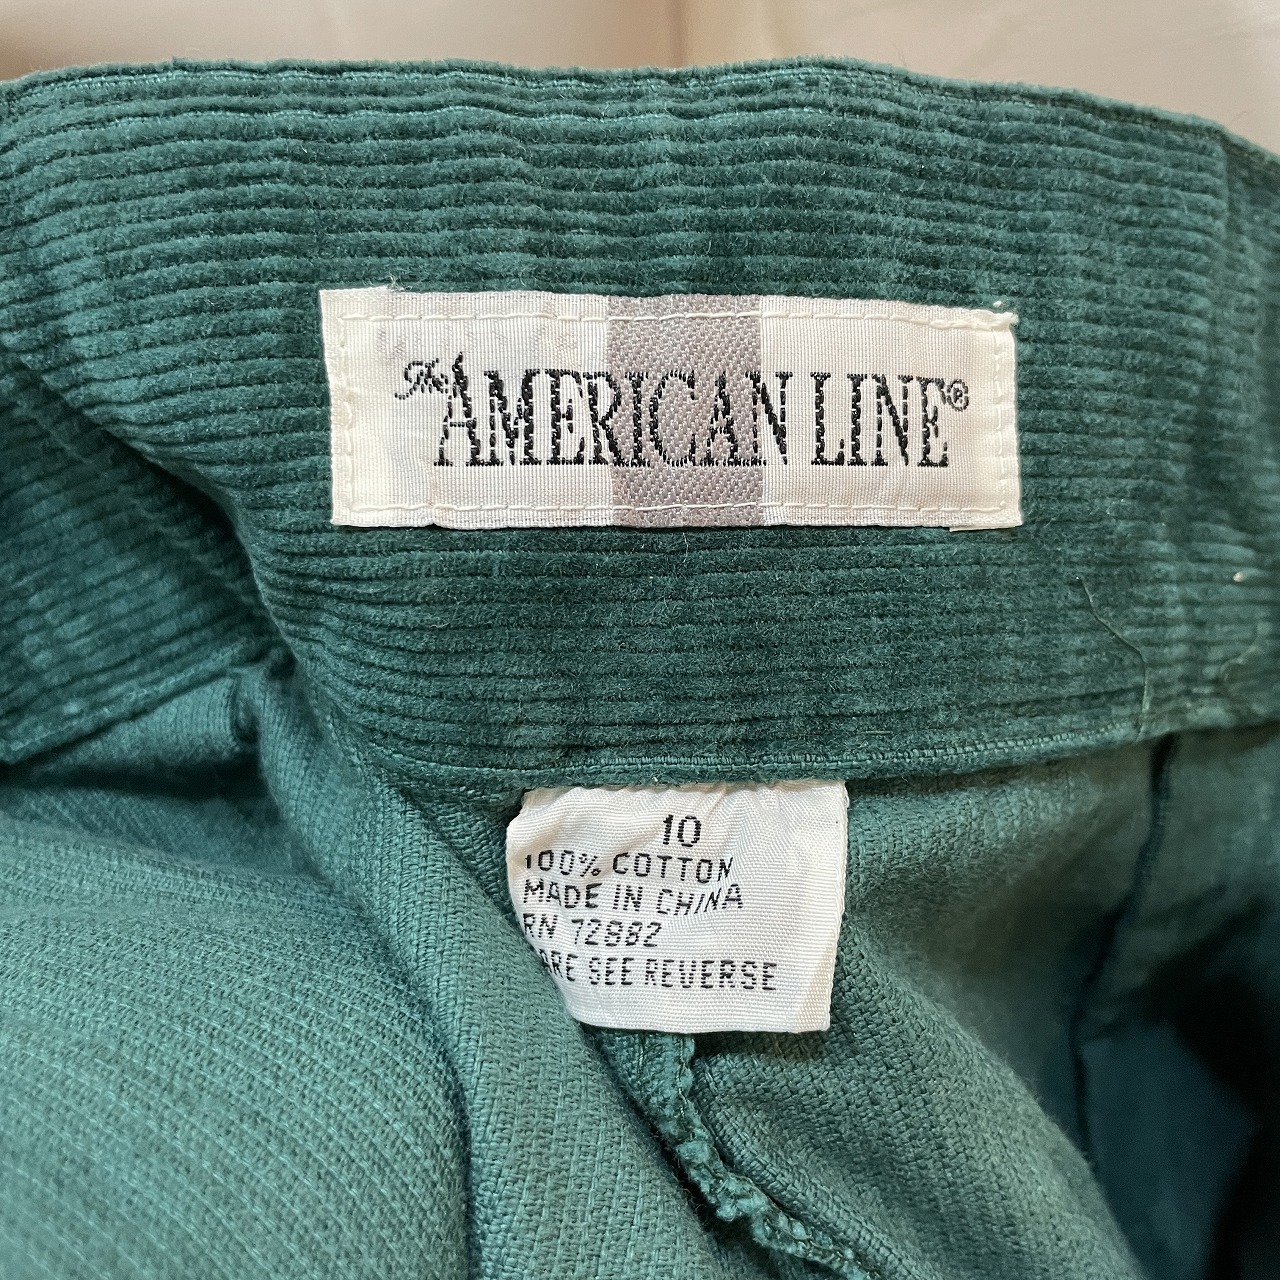 The AMERICAN LINE®
10
100% COTTON
MADE IN CHINA
RN 72882
ARE SEE REVERSE